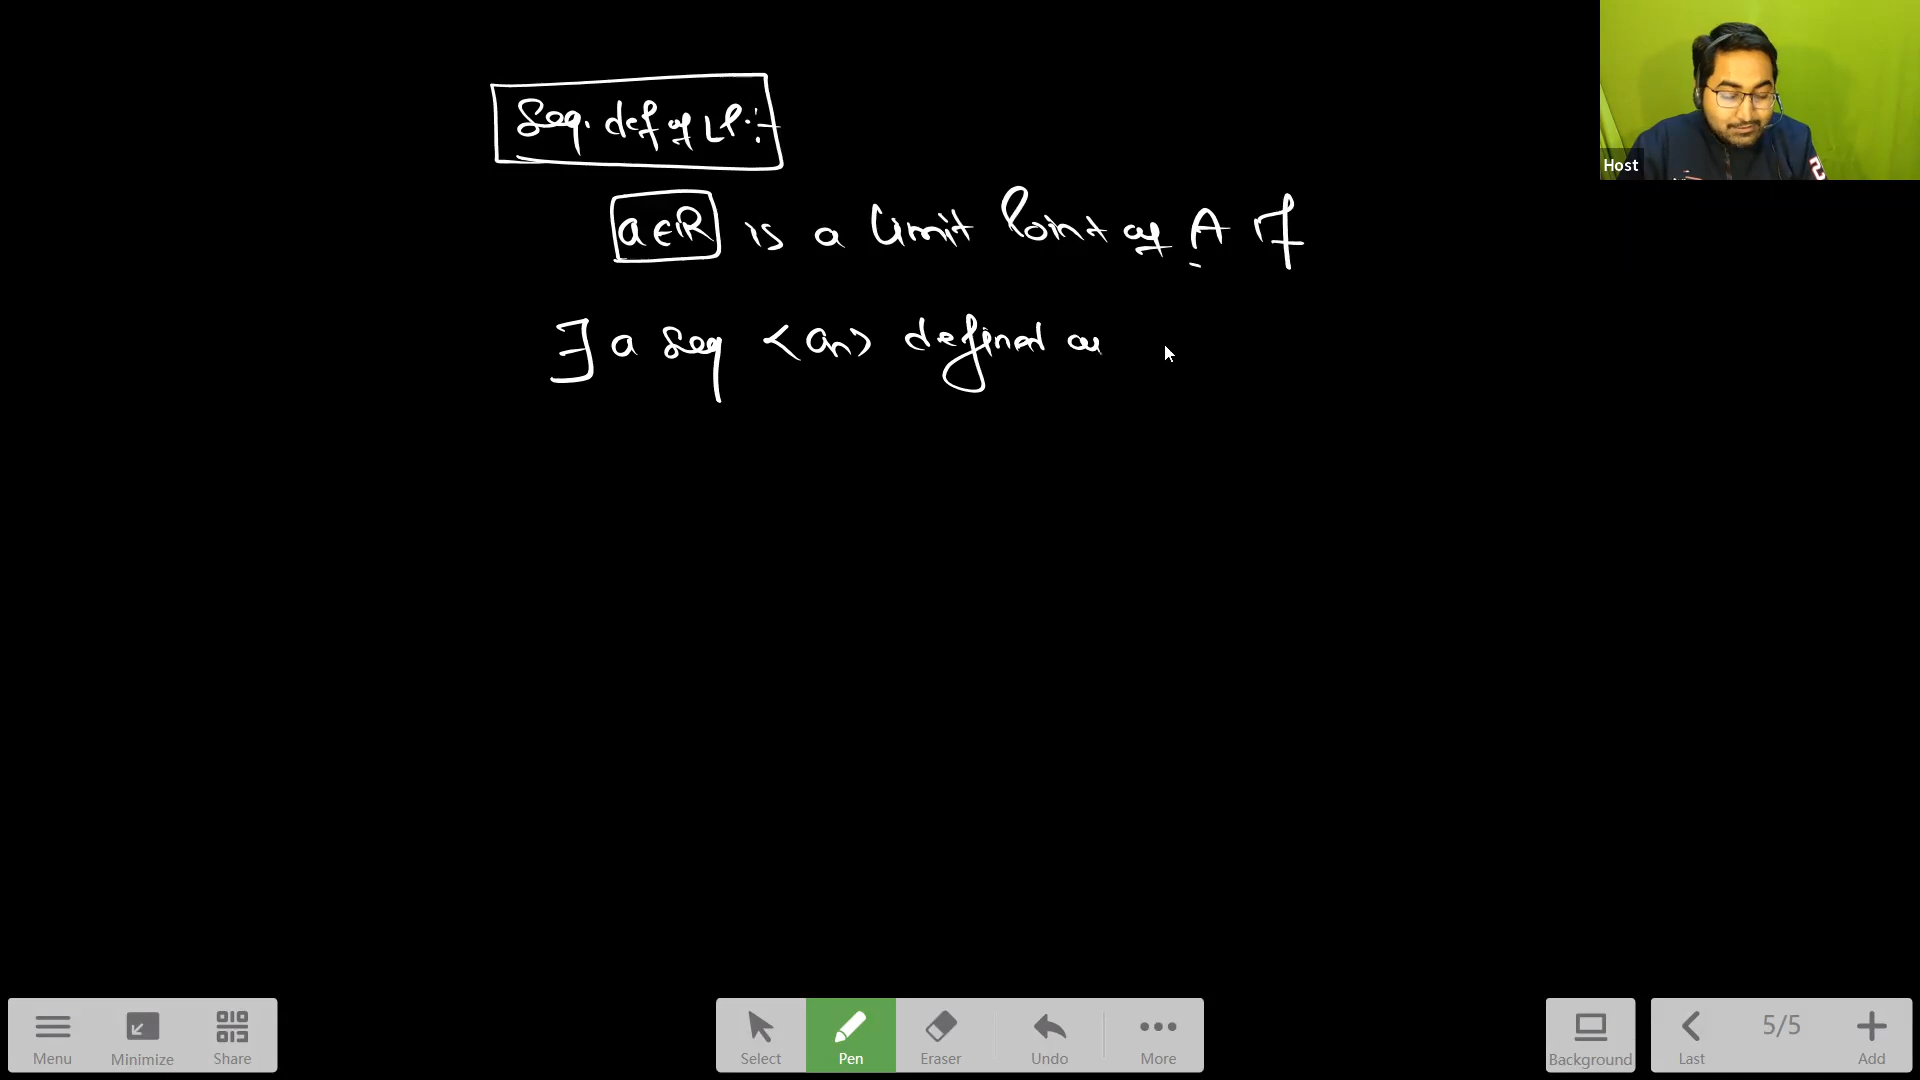 Seq. def of LP:-
a∈ℝ is a limit Point of A if
∃ a seq <an> defined as
Host
Menu Minimize Share Select Pen Eraser Undo More Background Last 5/5 Add